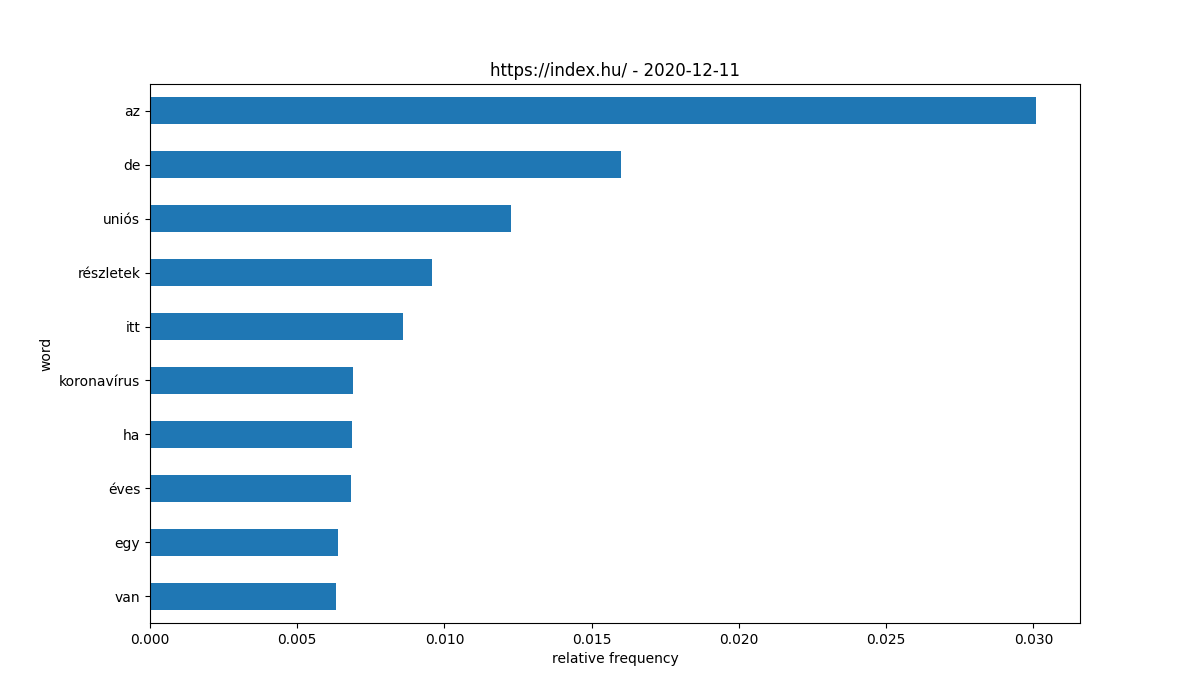 https://index.hu/ - 2020-12-11
az
de
uniós
részletek
itt
koronavírus
ha
éves
egy
van
word
0.000 0.005 0.010 0.015 0.020 0.025 0.030
relative frequency